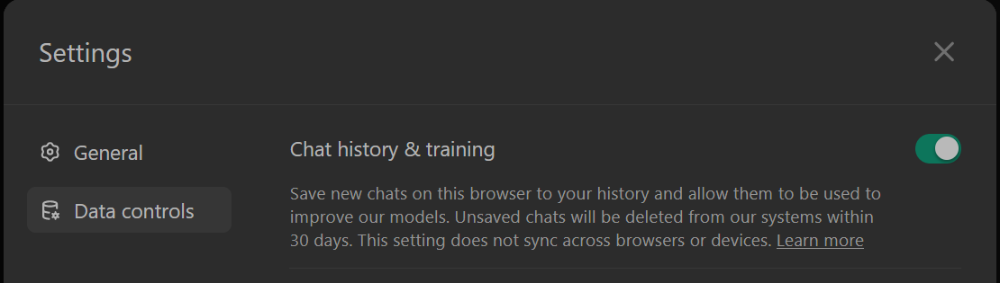 Settings
General
Data controls
Chat history & training
Save new chats on this browser to your history and allow them to be used to
improve our models. Unsaved chats will be deleted from our systems within
30 days. This setting does not sync across browsers or devices. Learn more